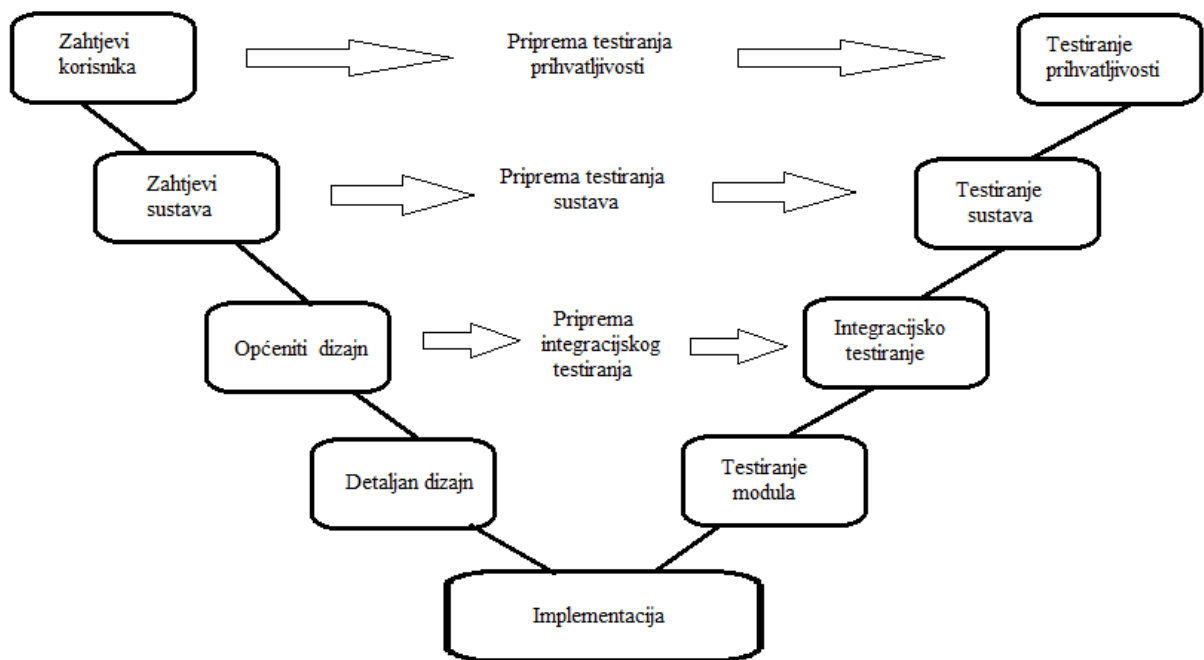 Zahtjevi
korisnika
Priprema testiranja
prihvatljivosti
Testiranje
prihvatljivosti
Zahtjevi
sustava
Priprema testiranja
sustava
Testiranje
sustava
Općeniti dizajn
Priprema
integracijskog
testiranja
Integracijsko
testiranje
Detaljan dizajn
Testiranje
modula
Implementacija